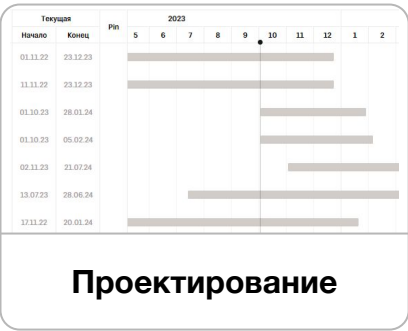 Текущая Pin 2023
Начало Конец 5 6 7 8 9 10 11 12 1 2
01.11.22 23.12.23
11.11.22 23.12.23
01.10.23 28.01.24
01.10.23 05.02.24
02.11.23 21.07.24
13.07.23 28.06.24
17.11.22 20.01.24
Проектирование